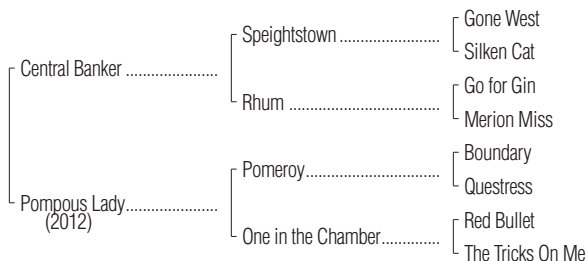 Gone West
Speightstown ....................
Silken Cat
Central Banker ....................
Go for Gin
Rhum ..............................
Merion Miss
Boundary
Pomeroy...........................
Questress
Pompous Lady....................
(2012)
Red Bullet
One in the Chamber.............
The Tricks On Me